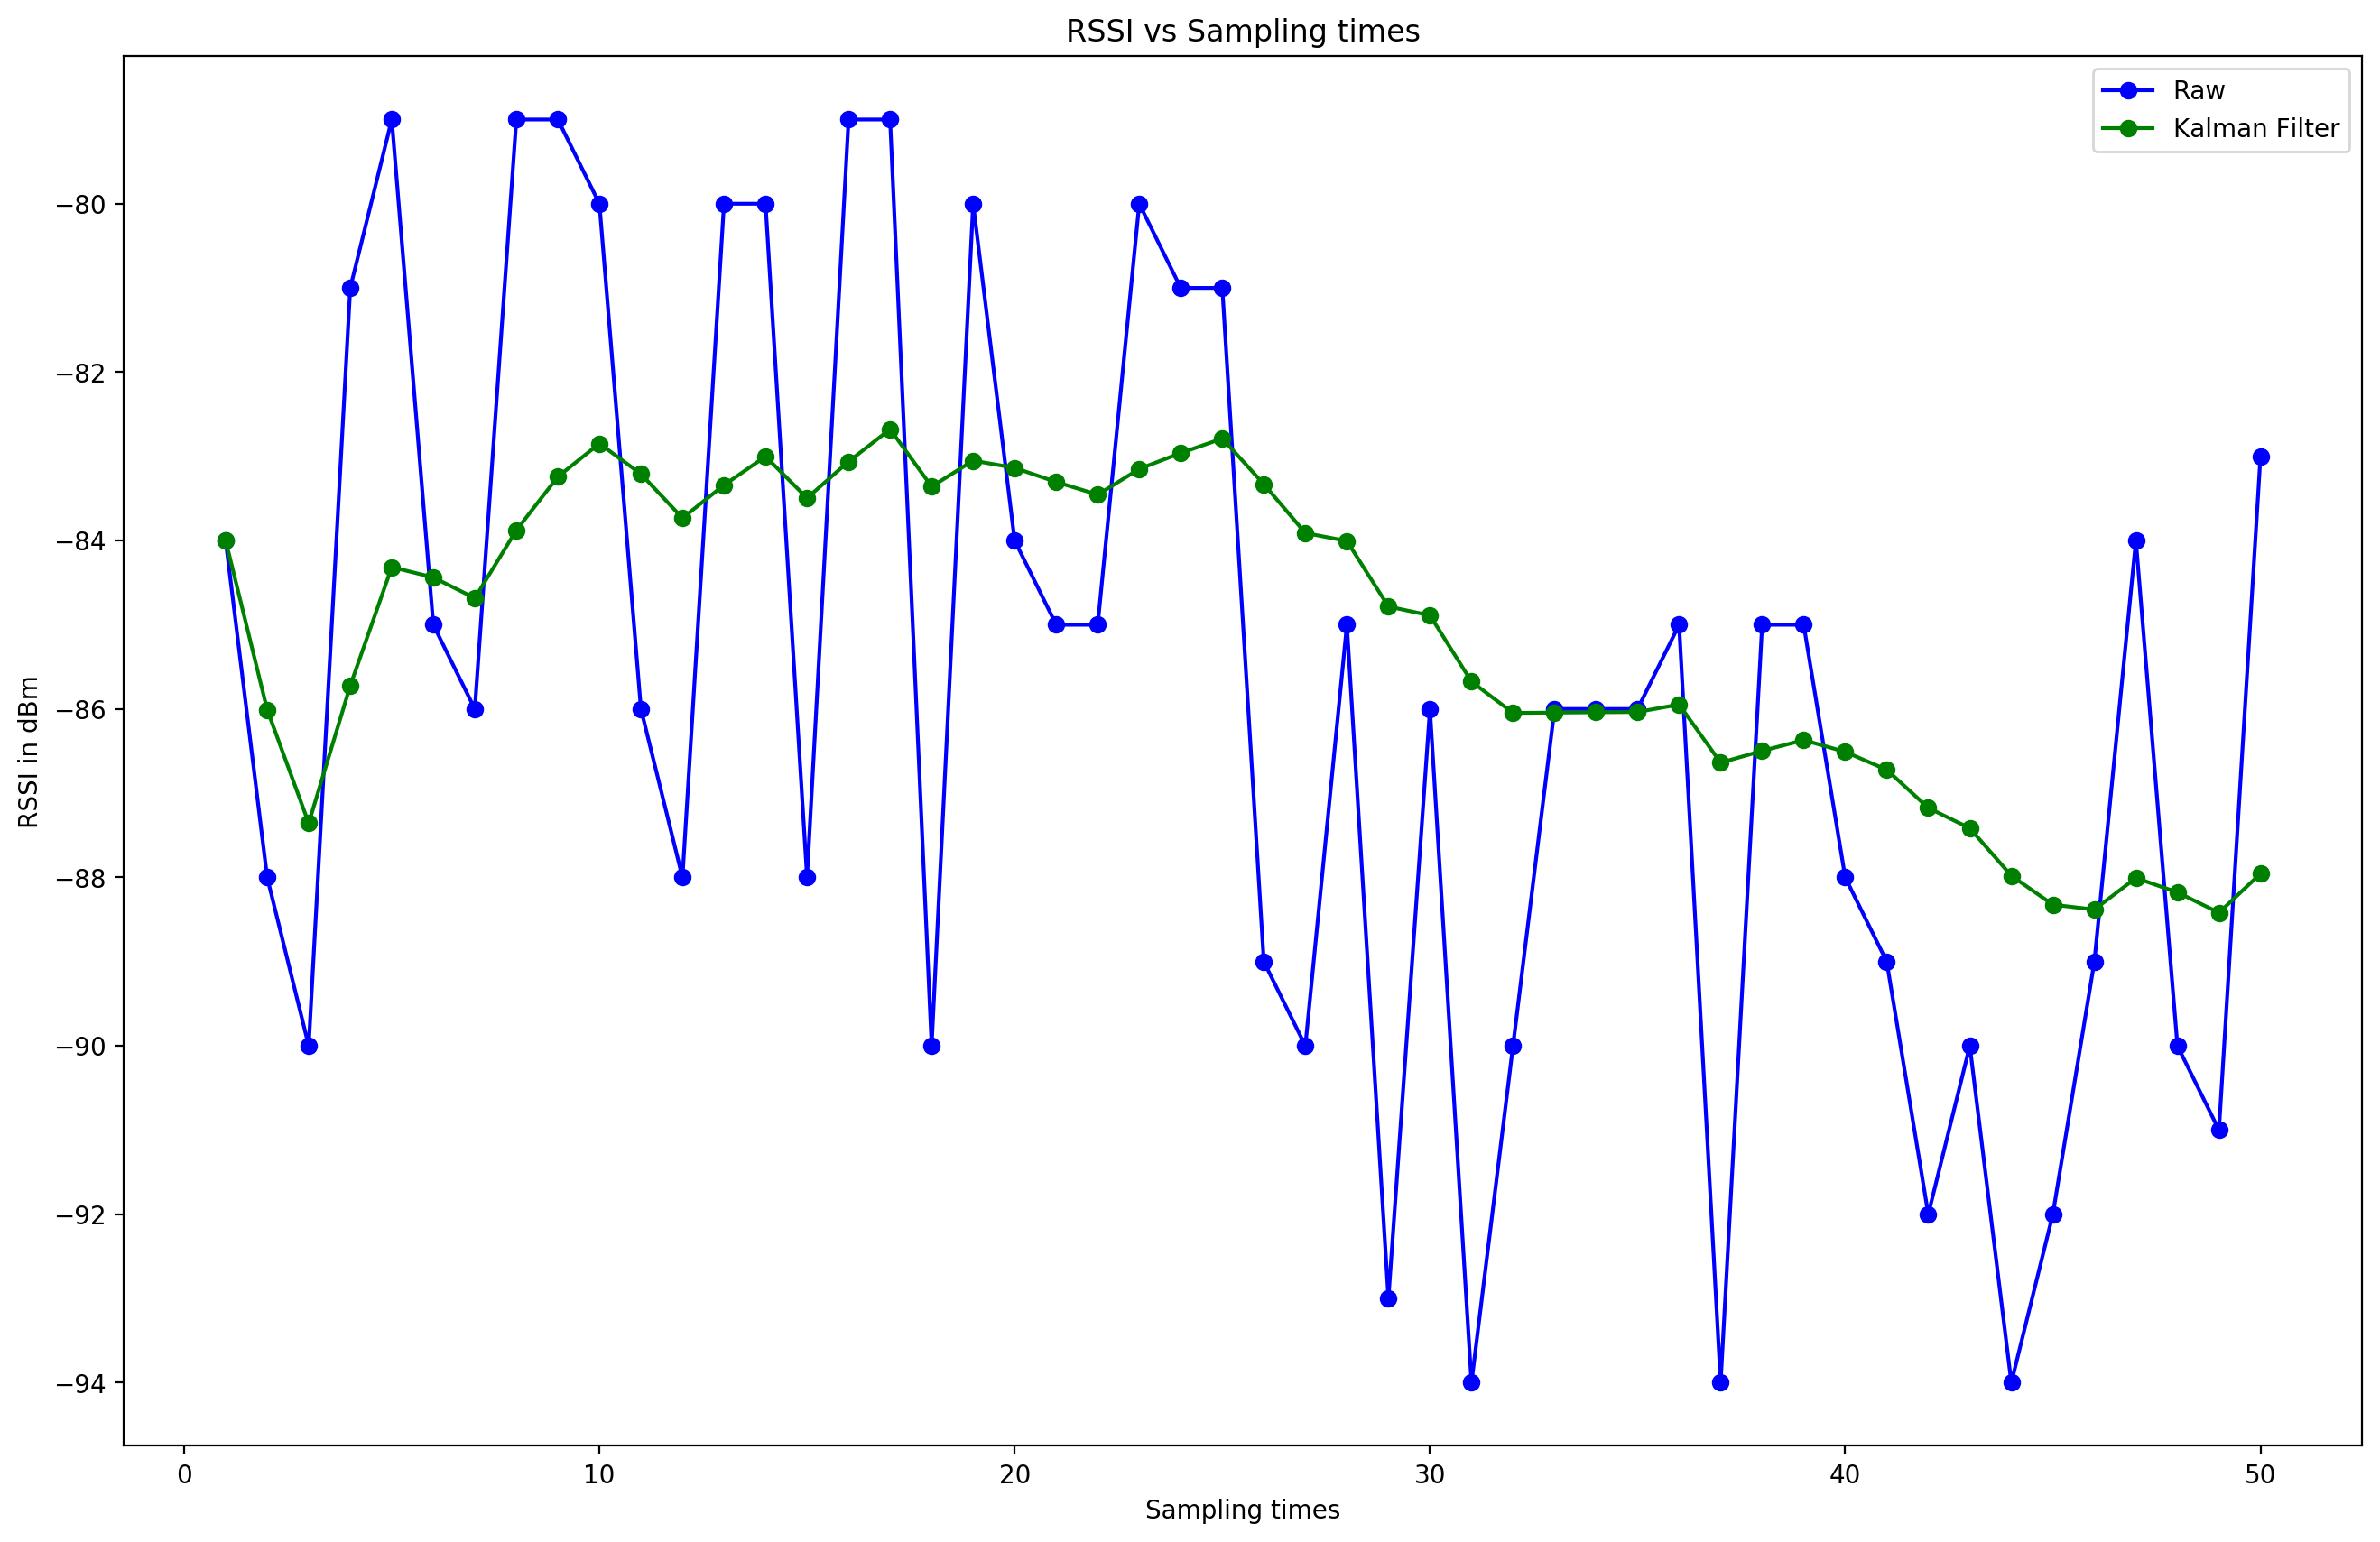 RSSI vs Sampling times
Raw
Kalman Filter
−80
−82
−84
−86
−88
−90
−92
−94
RSSI in dBm
0 10 20 30 40 50
Sampling times